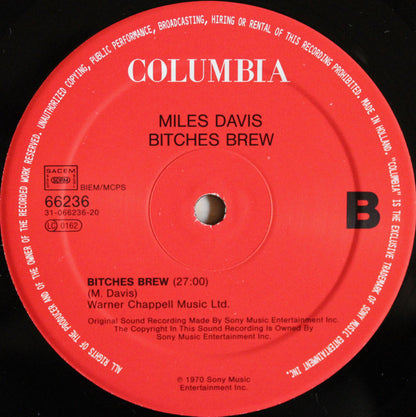 ALL RIGHTS OF THE PRODUCER AND OF THE OWNER OF THE RECORDED WORK RESERVED. UNAUTHORIZED COPYING, PUBLIC PERFORMANCE, BROADCASTING, HIRING OR RENTAL OF THIS RECORDING PROHIBITED. MADE IN HOLLAND. "COLUMBIA" IS THE EXCLUSIVE TRADEMARK OF SONY MUSIC ENTERTAINMENT INC.
COLUMBIA
MILES DAVIS
BITCHES BREW
SACEM
BIEM/MCPS
66236
31-066236-20
LC 0162
B
BITCHES BREW (27:00)
(M. Davis)
Warner Chappell Music Ltd.
Original Sound Recording Made By Sony Music Entertainment Inc.
The Copyright In This Sound Recording Is Owned By
Sony Music Entertainment Inc.
℗ 1970 Sony Music
Entertainment Inc.